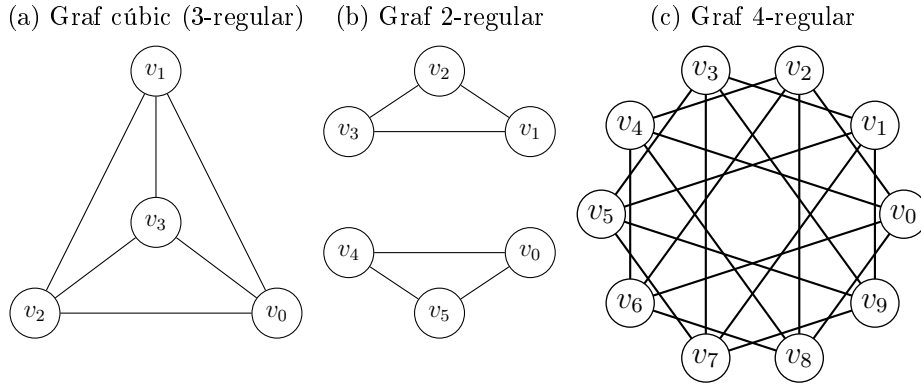 (a) Graf cúbic (3-regular)
(b) Graf 2-regular
(c) Graf 4-regular
v₁
v₃
v₂
v₀
v₂
v₃
v₁
v₄
v₀
v₅
v₃
v₂
v₄
v₁
v₅
v₀
v₆
v₉
v₇
v₈